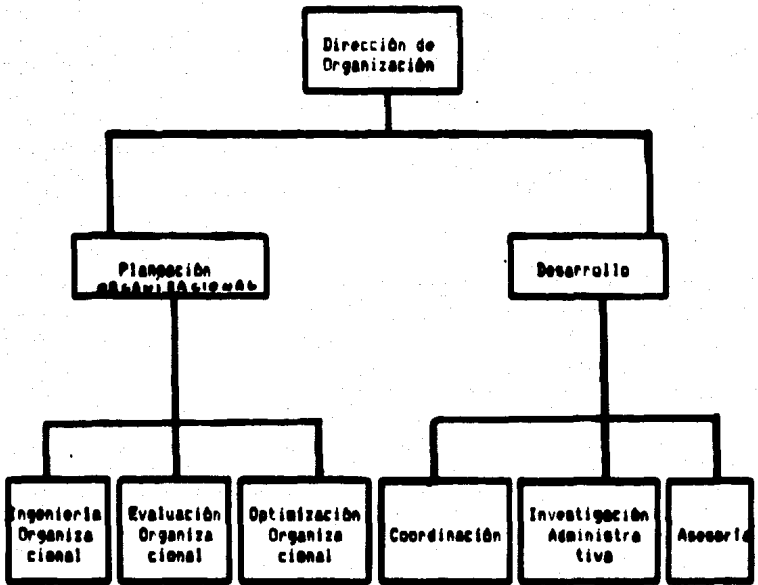 Dirección de
Organización
Planeación
ORGANIZACIONAL
Desarrollo
Ingeniería
Organiza
cional
Evaluación
Organiza
cional
Optimización
Organiza
cional
Coordinación
Investigación
Administra
tiva
Asesoría